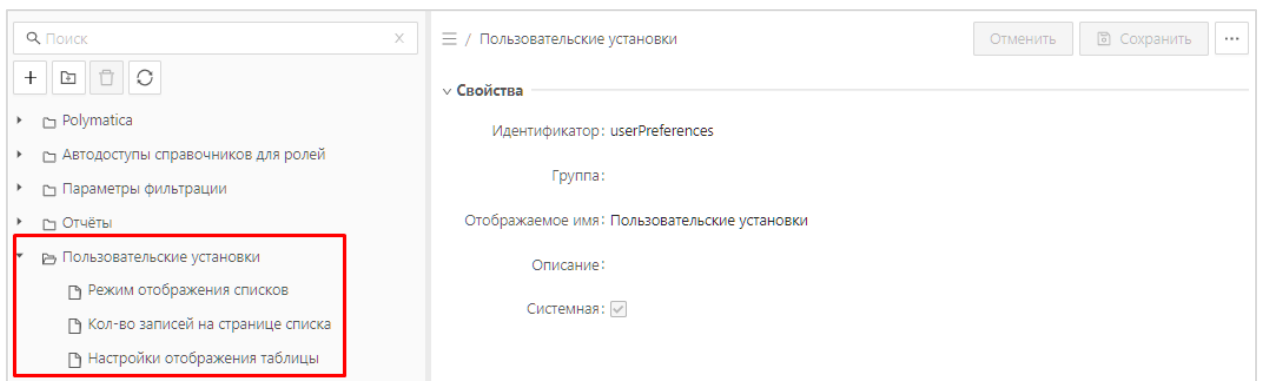 Поиск
Polymatica
Автодоступы справочников для ролей
Параметры фильтрации
Отчёты
Пользовательские установки
Режим отображения списков
Кол-во записей на странице списка
Настройки отображения таблицы
/ Пользовательские установки
Отменить
Сохранить
...
Свойства
Идентификатор: userPreferences
Группа:
Отображаемое имя: Пользовательские установки
Описание:
Системная: